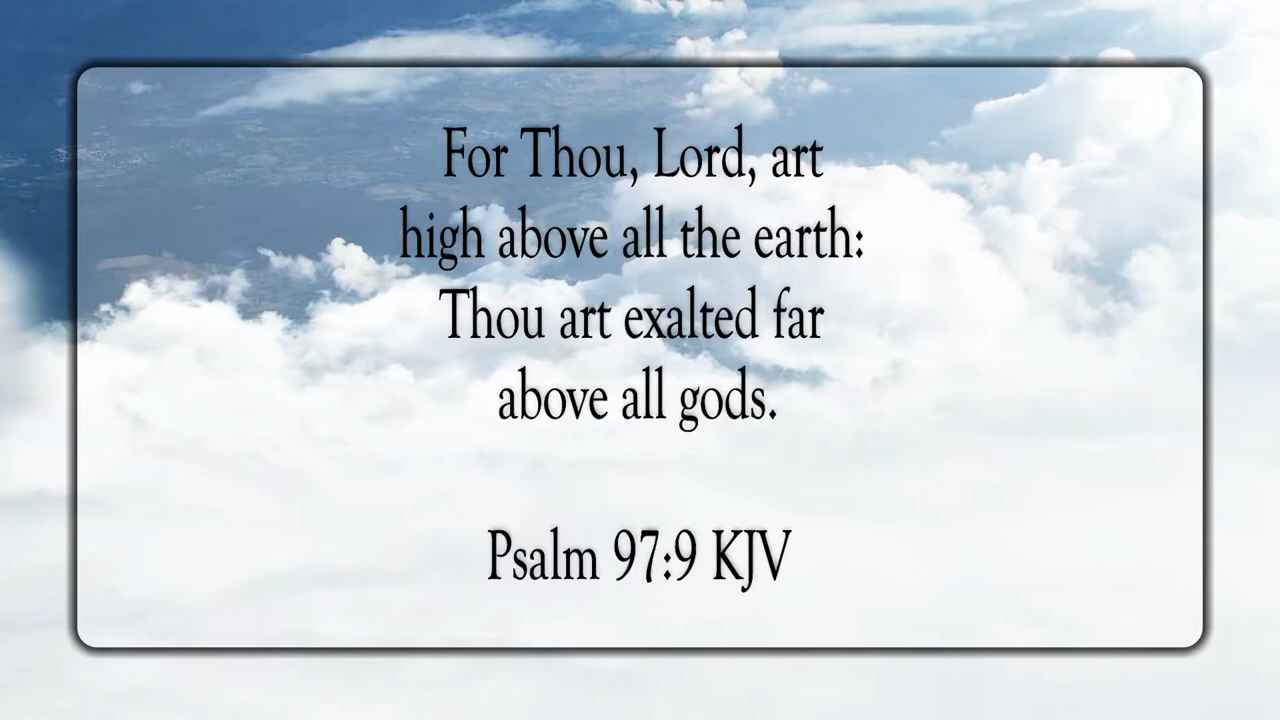 For Thou, Lord, art
high above all the earth:
Thou art exalted far
above all gods.
Psalm 97:9 KJV